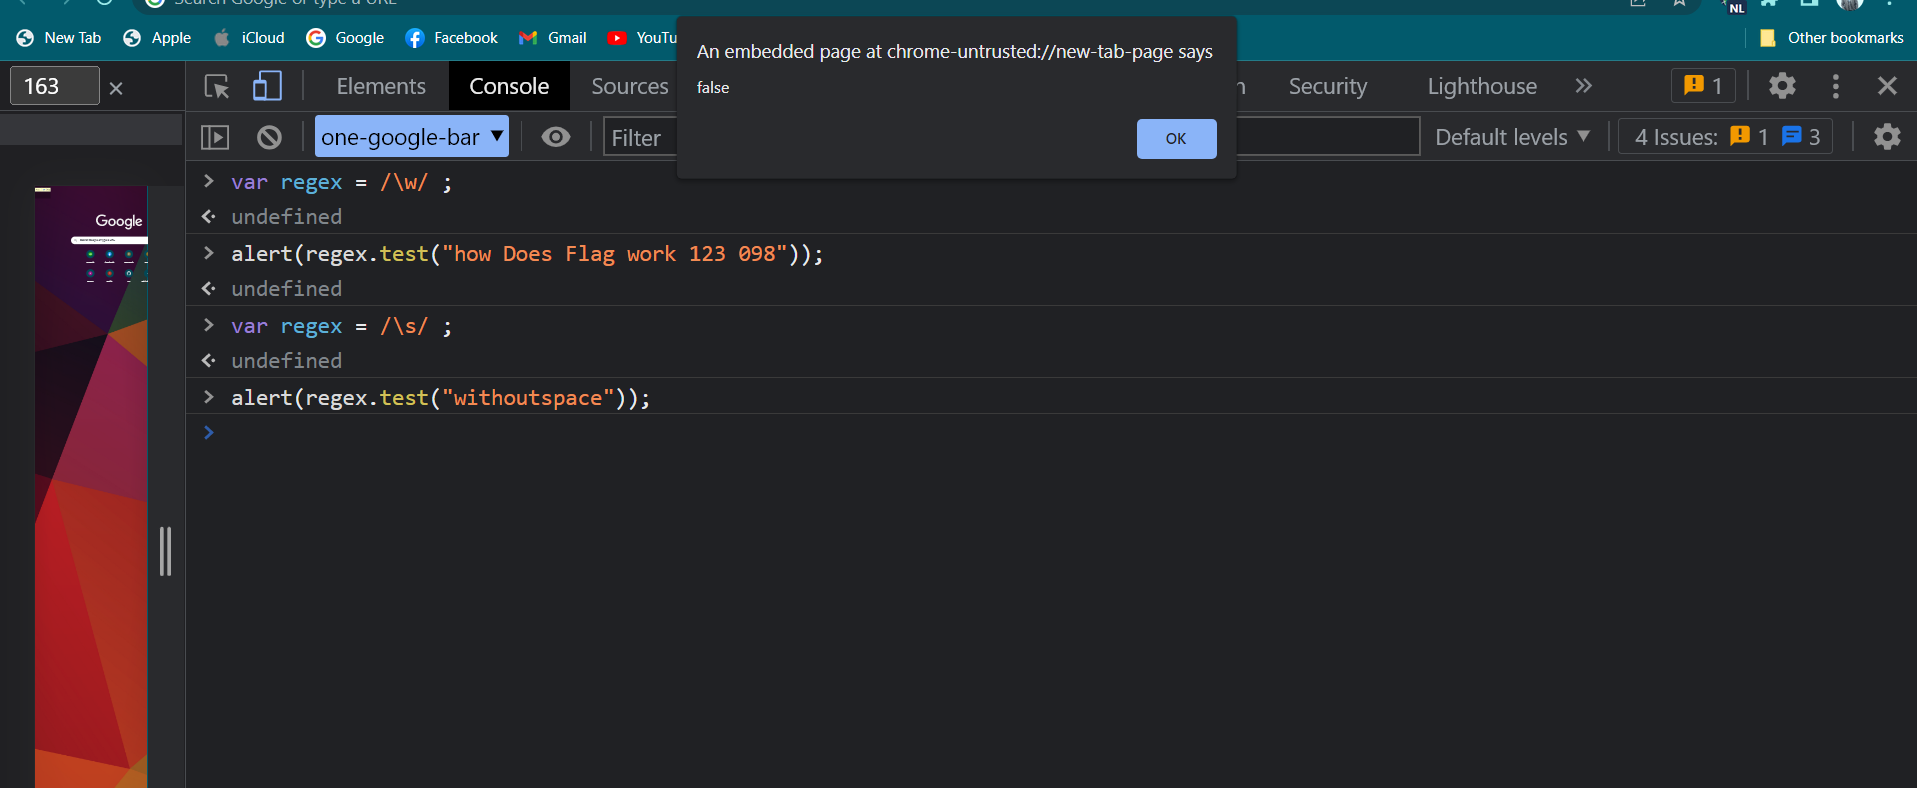 Search Google or type a URL
NL
New Tab Apple iCloud Google Facebook Gmail YouTu Other bookmarks
An embedded page at chrome-untrusted://new-tab-page says
false
OK
163 × Elements Console Sources Security Lighthouse » 1
one-google-bar ▼ Filter Default levels ▼ 4 Issues: 1 3
> var regex = /\w/ ;
undefined
> alert(regex.test("how Does Flag work 123 098"));
undefined
> var regex = /\s/ ;
undefined
> alert(regex.test("withoutspace"));
>
Google